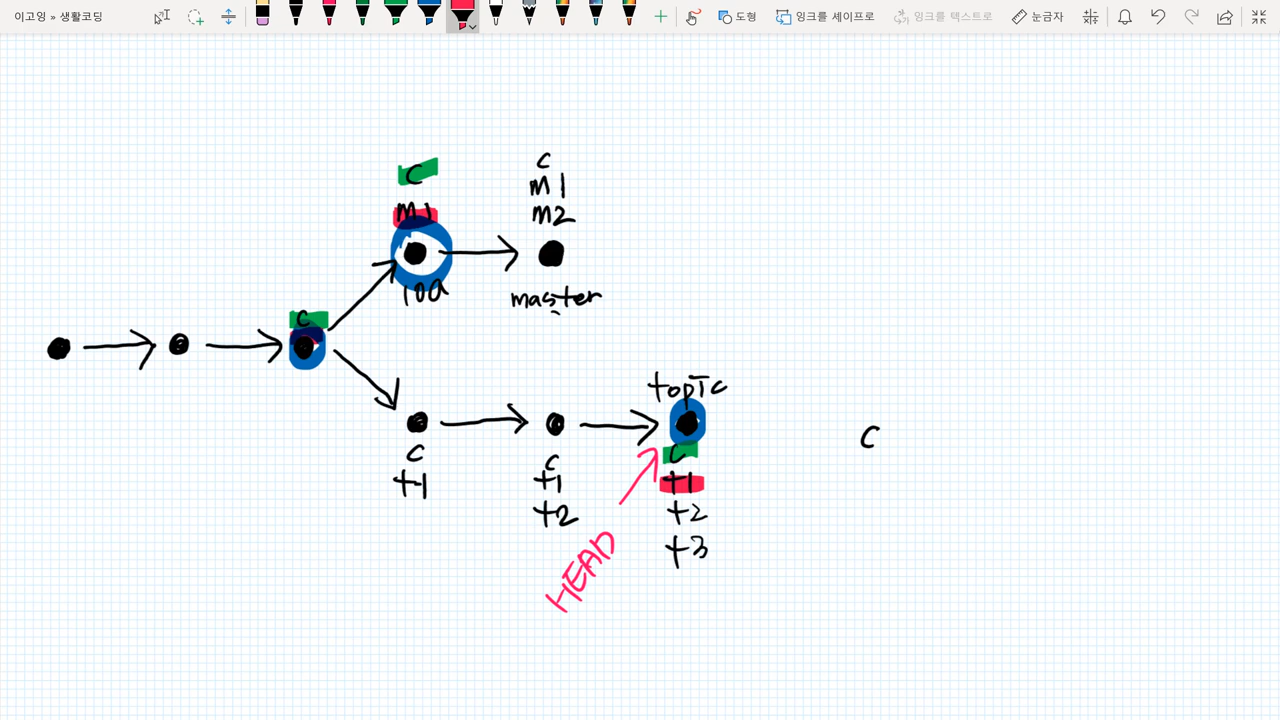 이고잉 » 생활코딩
도형
잉크를 셰이프로
잉크를 텍스트로
눈금자
c
m1
100
c
m1
m2
master
c
c
t1
c
t1
t2
topic
c
t1
t2
t3
HEAD
c